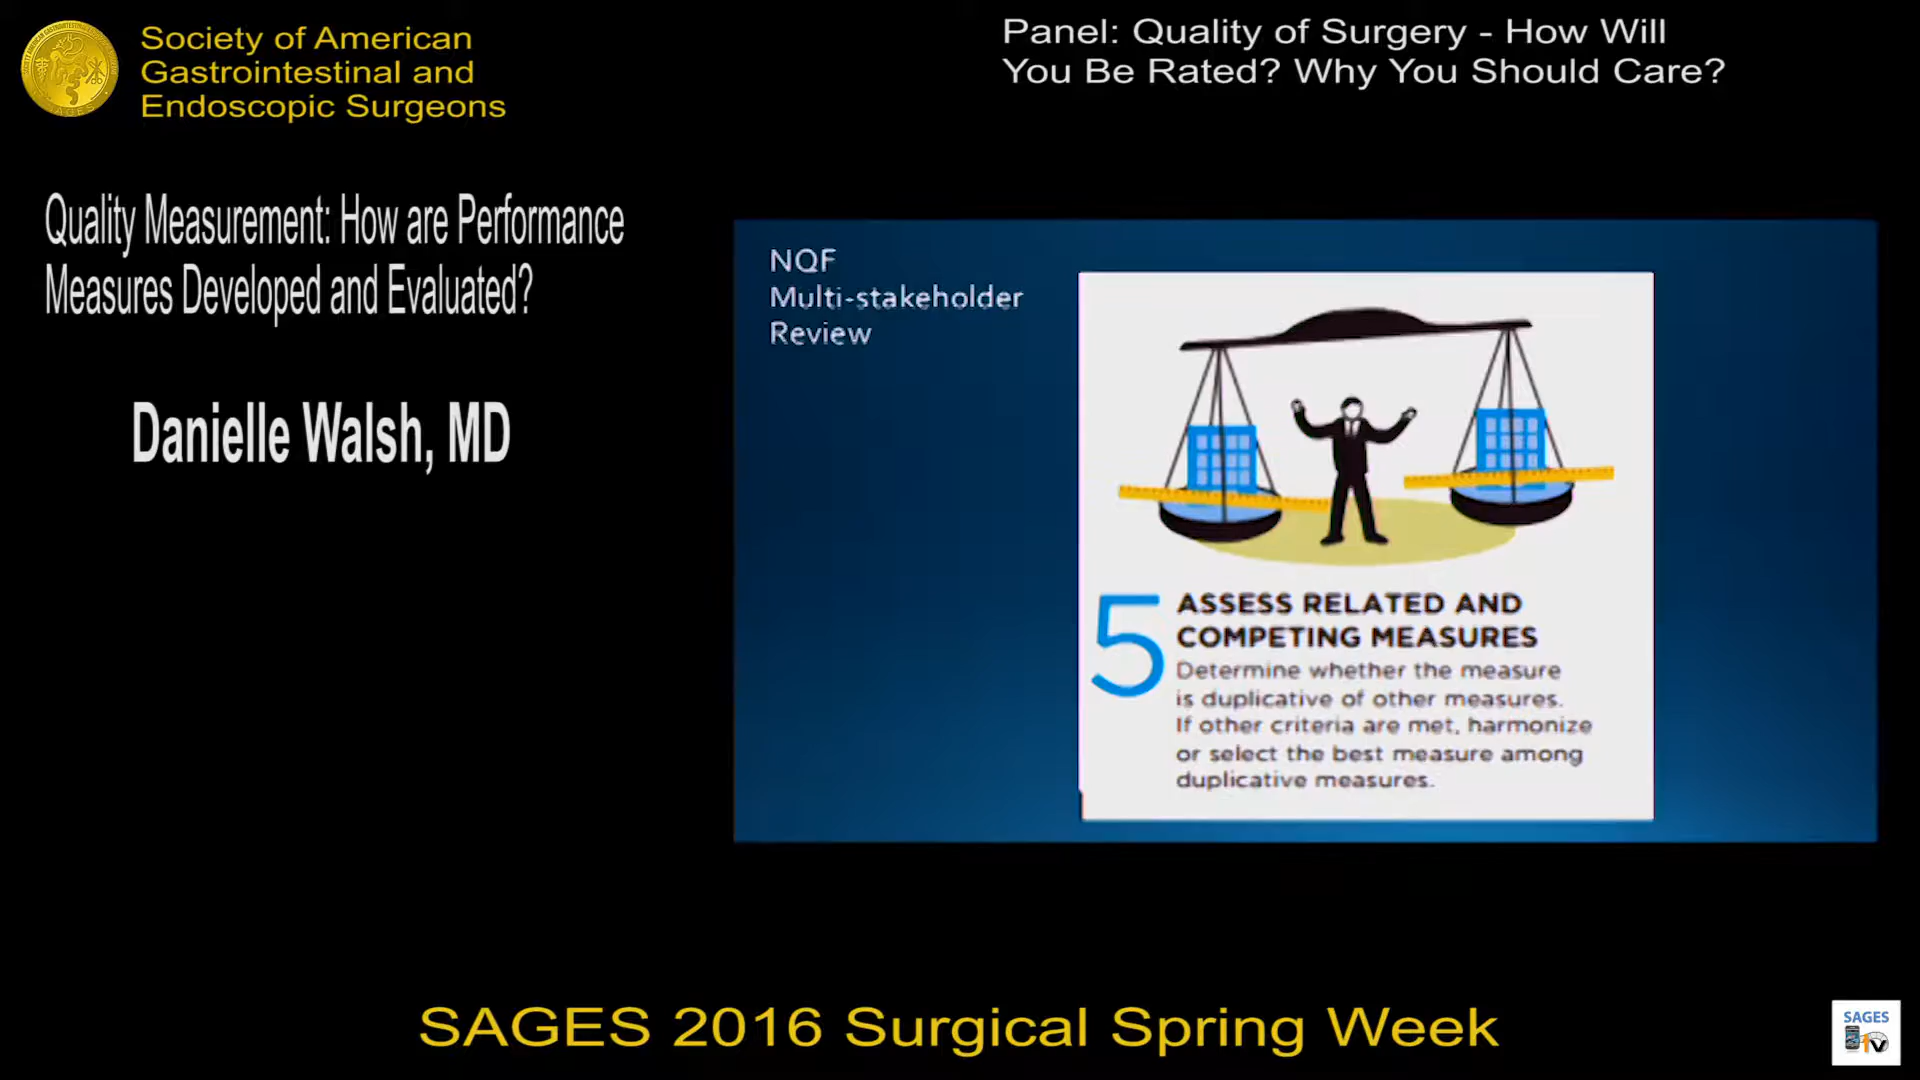 Society of American
Gastrointestinal and
Endoscopic Surgeons
Panel: Quality of Surgery - How Will
You Be Rated? Why You Should Care?
Quality Measurement: How are Performance
Measures Developed and Evaluated?
Danielle Walsh, MD
NQF
Multi-stakeholder
Review
5
ASSESS RELATED AND
COMPETING MEASURES
Determine whether the measure
is duplicative of other measures.
If other criteria are met, harmonize
or select the best measure among
duplicative measures.
SAGES 2016 Surgical Spring Week
SAGES
TV